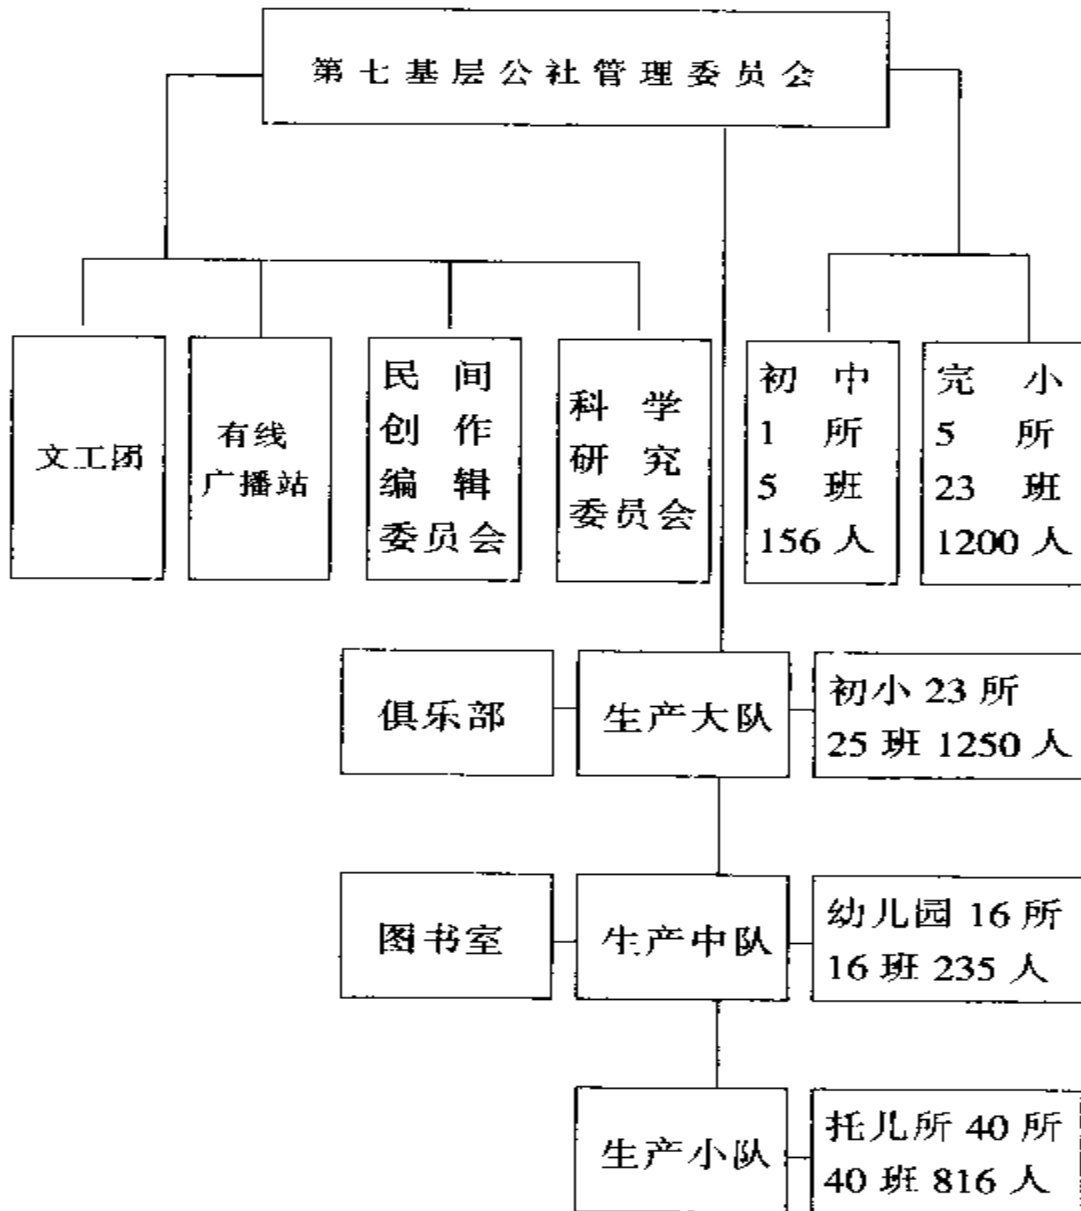 第七基层公社管理委员会
文工团
有线
广播站
民间
创作
编辑
委员会
科学
研究
委员会
初中
1所
5班
156人
完小
5所
23班
1200人
俱乐部
生产大队
初小23所
25班1250人
图书室
生产中队
幼儿园16所
16班235人
生产小队
托儿所40所
40班816人